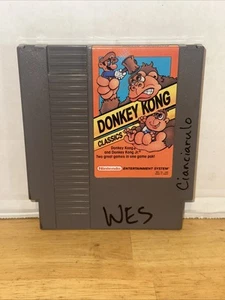 DONKEY KONG
CLASSICS
Donkey Kong®
and Donkey Kong Jr.®
Two great games in one game pak!
Nintendo ENTERTAINMENT SYSTEM
Cianciarulo
WES